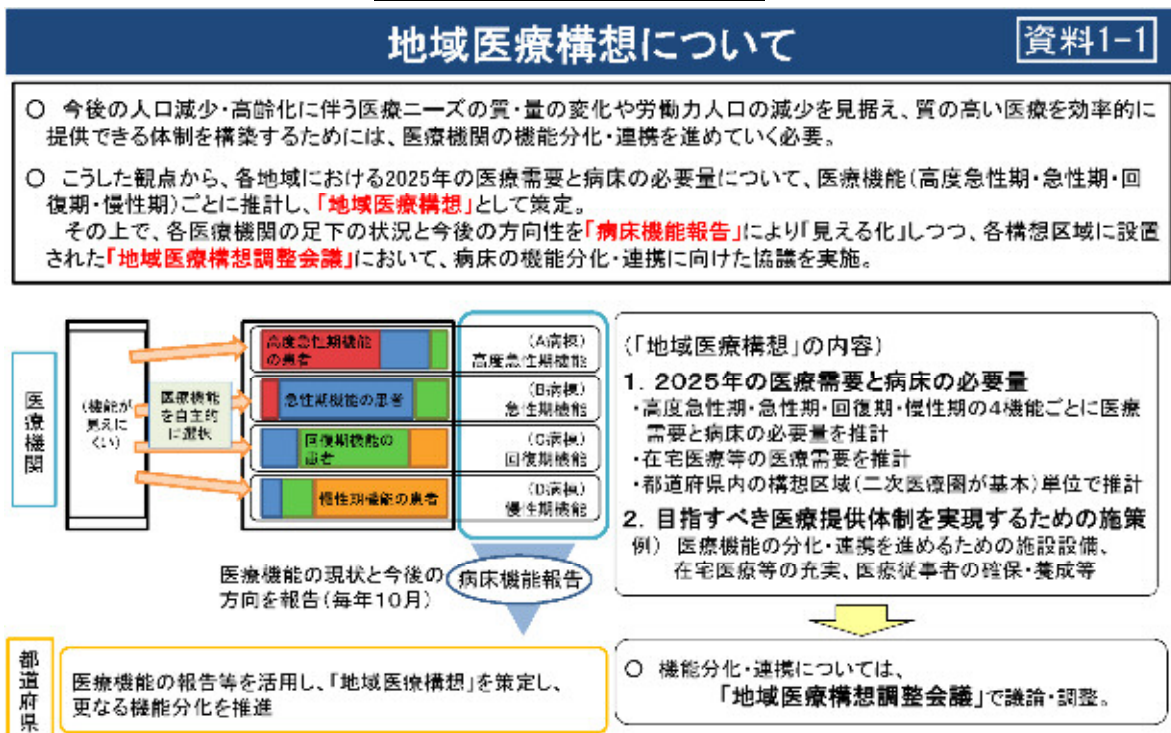 地域医療構想について
資料1-1
○ 今後の人口減少・高齢化に伴う医療ニーズの質・量の変化や労働力人口の減少を見据え、質の高い医療を効率的に
提供できる体制を構築するためには、医療機関の機能分化・連携を進めていく必要。
○ こうした観点から、各地域における2025年の医療需要と病床の必要量について、医療機能(高度急性期・急性期・回
復期・慢性期)ごとに推計し、「地域医療構想」として策定。
その上で、各医療機関の足下の状況と今後の方向性を「病床機能報告」により「見える化」しつつ、各構想区域に設置
された「地域医療構想調整会議」において、病床の機能分化・連携に向けた協議を実施。
医療機関
(機能が
見えに
くい)
医療機能
を自主的
に選択
高度急性期機能
の患者
(A病棟)
高度急性期機能
急性期機能の患者
(B病棟)
急性期機能
回復期機能の
患者
(C病棟)
回復期機能
慢性期機能の患者
(D病棟)
慢性期機能
医療機能の現状と今後の
方向を報告(毎年10月)
病床機能報告
(「地域医療構想」の内容)
1. 2025年の医療需要と病床の必要量
・高度急性期・急性期・回復期・慢性期の4機能ごとに医療
需要と病床の必要量を推計
・在宅医療等の医療需要を推計
・都道府県内の構想区域(二次医療圏が基本)単位で推計
2. 目指すべき医療提供体制を実現するための施策
例) 医療機能の分化・連携を進めるための施設設備、
在宅医療等の充実、医療従事者の確保・養成等
都道府県
医療機能の報告等を活用し、「地域医療構想」を策定し、
更なる機能分化を推進
○ 機能分化・連携については、
「地域医療構想調整会議」で議論・調整。